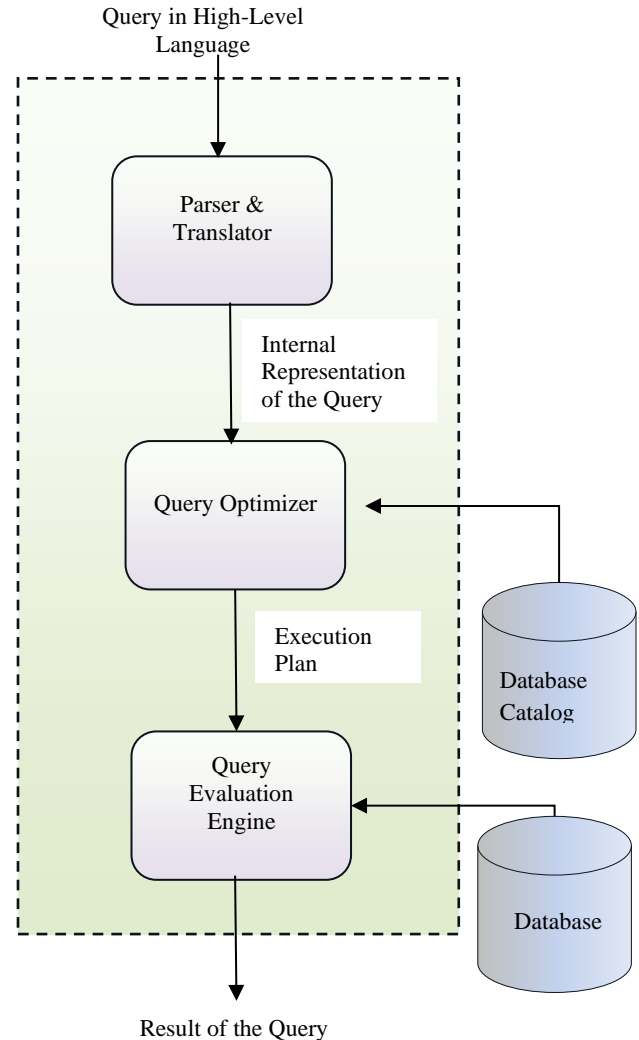 Query in High-Level
Language
Parser &
Translator
Internal
Representation
of the Query
Query Optimizer
Execution
Plan
Database
Catalog
Query
Evaluation
Engine
Database
Result of the Query